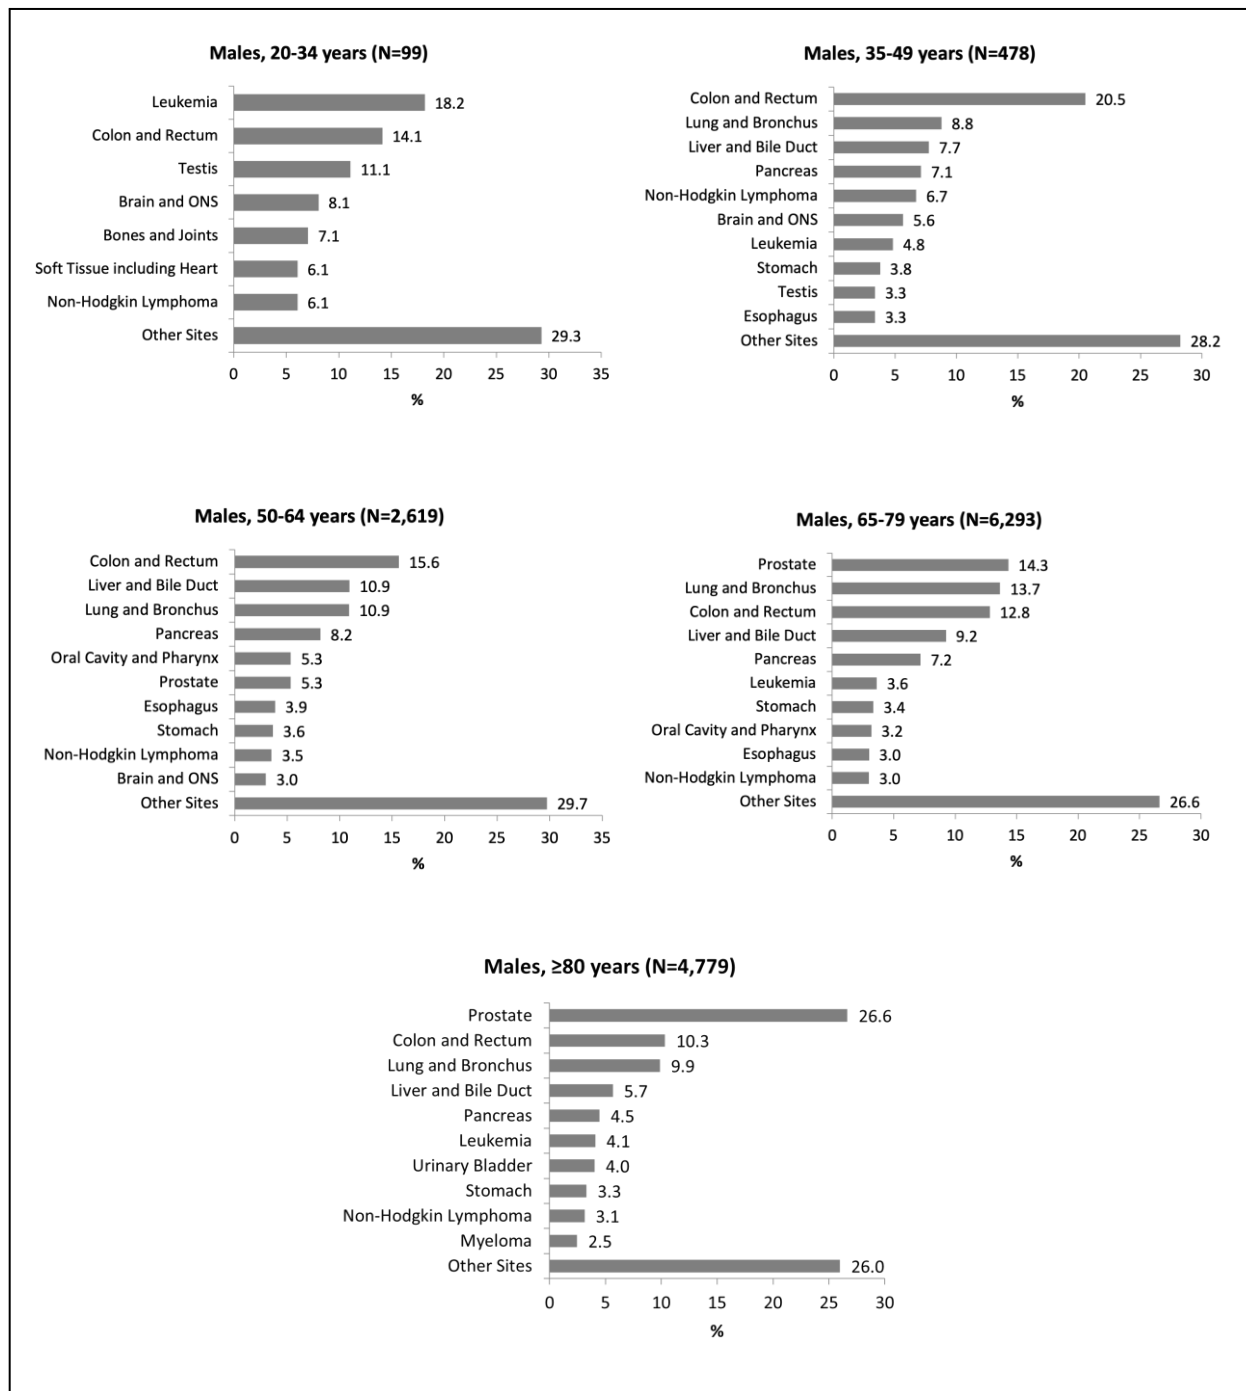 Males, 20-34 years (N=99)
Leukemia 18.2
Colon and Rectum 14.1
Testis 11.1
Brain and ONS 8.1
Bones and Joints 7.1
Soft Tissue including Heart 6.1
Non-Hodgkin Lymphoma 6.1
Other Sites 29.3
0 5 10 15 20 25 30 35
%
Males, 35-49 years (N=478)
Colon and Rectum 20.5
Lung and Bronchus 8.8
Liver and Bile Duct 7.7
Pancreas 7.1
Non-Hodgkin Lymphoma 6.7
Brain and ONS 5.6
Leukemia 4.8
Stomach 3.8
Testis 3.3
Esophagus 3.3
Other Sites 28.2
0 5 10 15 20 25 30
%
Males, 50-64 years (N=2,619)
Colon and Rectum 15.6
Liver and Bile Duct 10.9
Lung and Bronchus 10.9
Pancreas 8.2
Oral Cavity and Pharynx 5.3
Prostate 5.3
Esophagus 3.9
Stomach 3.6
Non-Hodgkin Lymphoma 3.5
Brain and ONS 3.0
Other Sites 29.7
0 5 10 15 20 25 30 35
%
Males, 65-79 years (N=6,293)
Prostate 14.3
Lung and Bronchus 13.7
Colon and Rectum 12.8
Liver and Bile Duct 9.2
Pancreas 7.2
Leukemia 3.6
Stomach 3.4
Oral Cavity and Pharynx 3.2
Esophagus 3.0
Non-Hodgkin Lymphoma 3.0
Other Sites 26.6
0 5 10 15 20 25 30
%
Males, ≥80 years (N=4,779)
Prostate 26.6
Colon and Rectum 10.3
Lung and Bronchus 9.9
Liver and Bile Duct 5.7
Pancreas 4.5
Leukemia 4.1
Urinary Bladder 4.0
Stomach 3.3
Non-Hodgkin Lymphoma 3.1
Myeloma 2.5
Other Sites 26.0
0 5 10 15 20 25 30
%